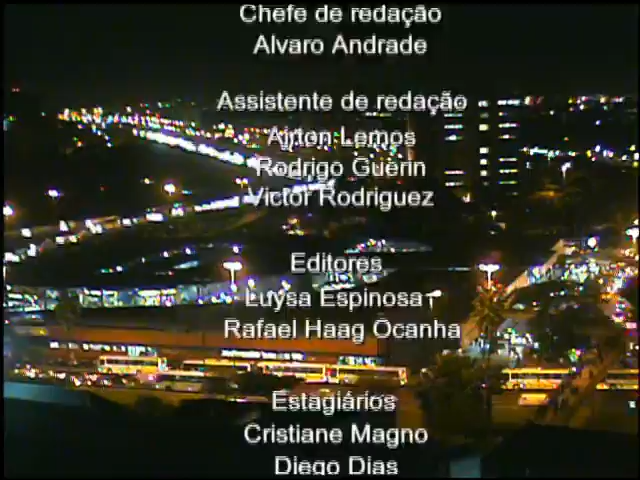 Chefe de redação
Alvaro Andrade
Assistente de redação
Airton Lemos
Rodrigo Guerin
Victor Rodriguez
Editores
Luysa Espinosa
Rafael Haag Ocanha
Estagiários
Cristiane Magno
Diego Dias